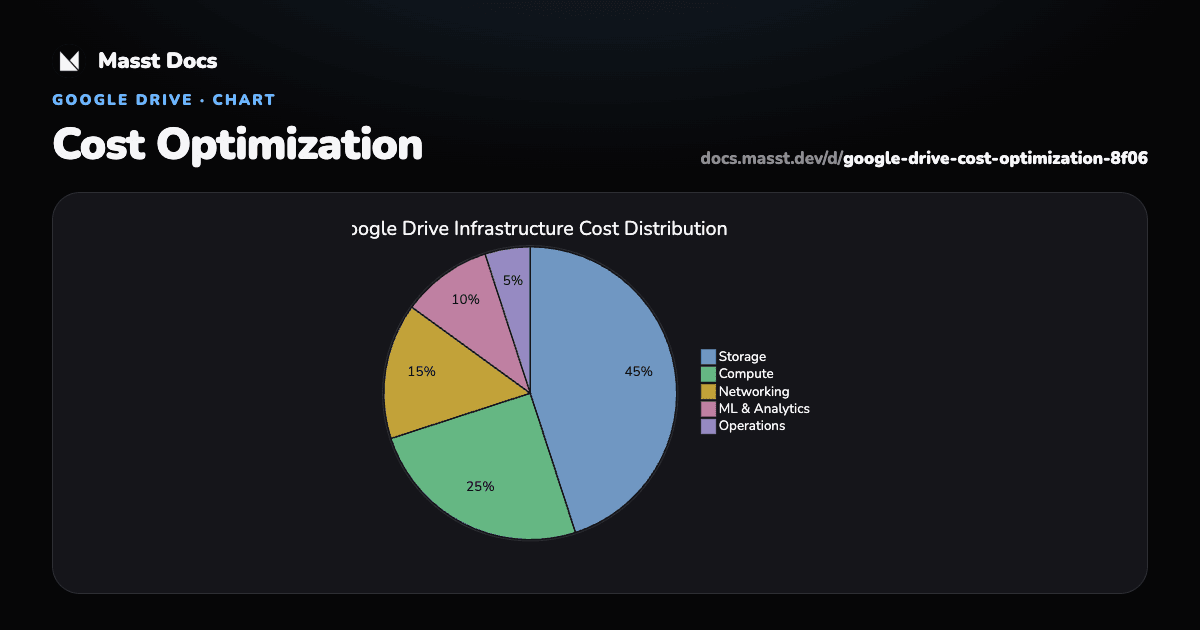 Masst Docs
GOOGLE DRIVE · CHART
Cost Optimization
docs.masst.dev/d/google-drive-cost-optimization-8f06
oogle Drive Infrastructure Cost Distribution
5%
10%
15%
45%
25%
Storage
Compute
Networking
ML & Analytics
Operations